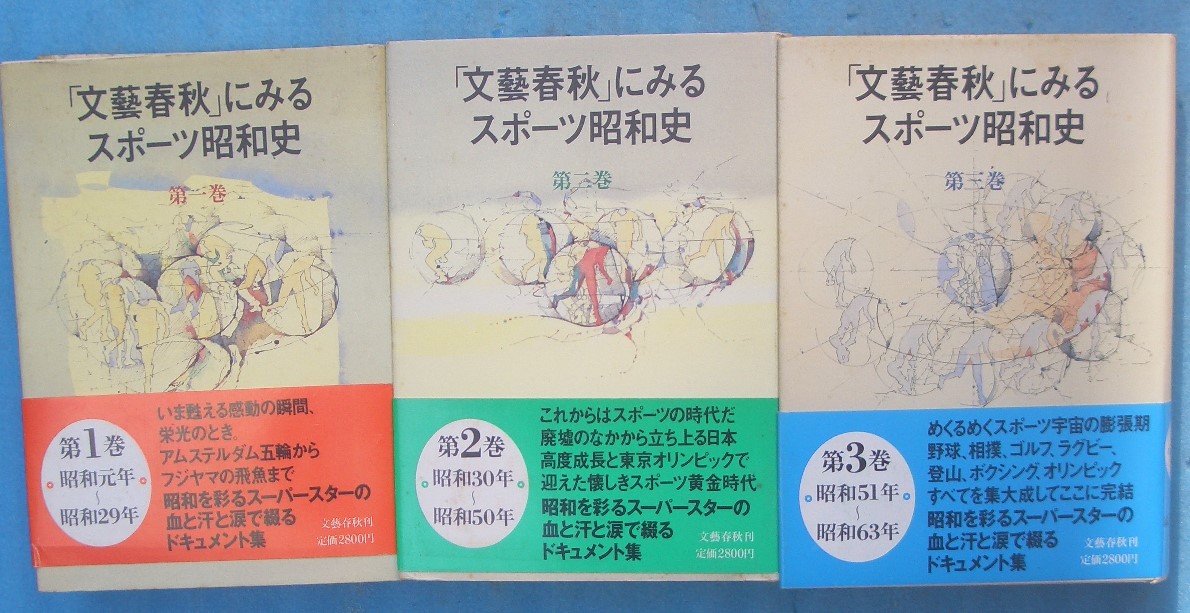 「文藝春秋」にみる
スポーツ昭和史
第一巻
第1巻
昭和元年
〜
昭和29年
いま甦える感動の瞬間、
栄光のとき。
アムステルダム五輪から
フジヤマの飛魚まで
昭和を彩るスーパースターの
血と汗と涙で綴る
ドキュメント集
文藝春秋刊
定価2800円
「文藝春秋」にみる
スポーツ昭和史
第二巻
第2巻
昭和30年
〜
昭和50年
これからはスポーツの時代だ
廃墟のなかから立ち上る日本
高度成長と東京オリンピックで
迎えた懐しきスポーツ黄金時代。
昭和を彩るスーパースターの
血と汗と涙で綴る
ドキュメント集
文藝春秋刊
定価2800円
「文藝春秋」にみる
スポーツ昭和史
第三巻
第3巻
昭和51年
〜
昭和63年
めくるめくスポーツ宇宙の膨張期
野球、相撲、ゴルフ、ラグビー、
登山、ボクシング、オリンピック
すべてを集大成してここに完結
昭和を彩るスーパースターの
血と汗と涙で綴る
ドキュメント集
文藝春秋刊
定価2800円